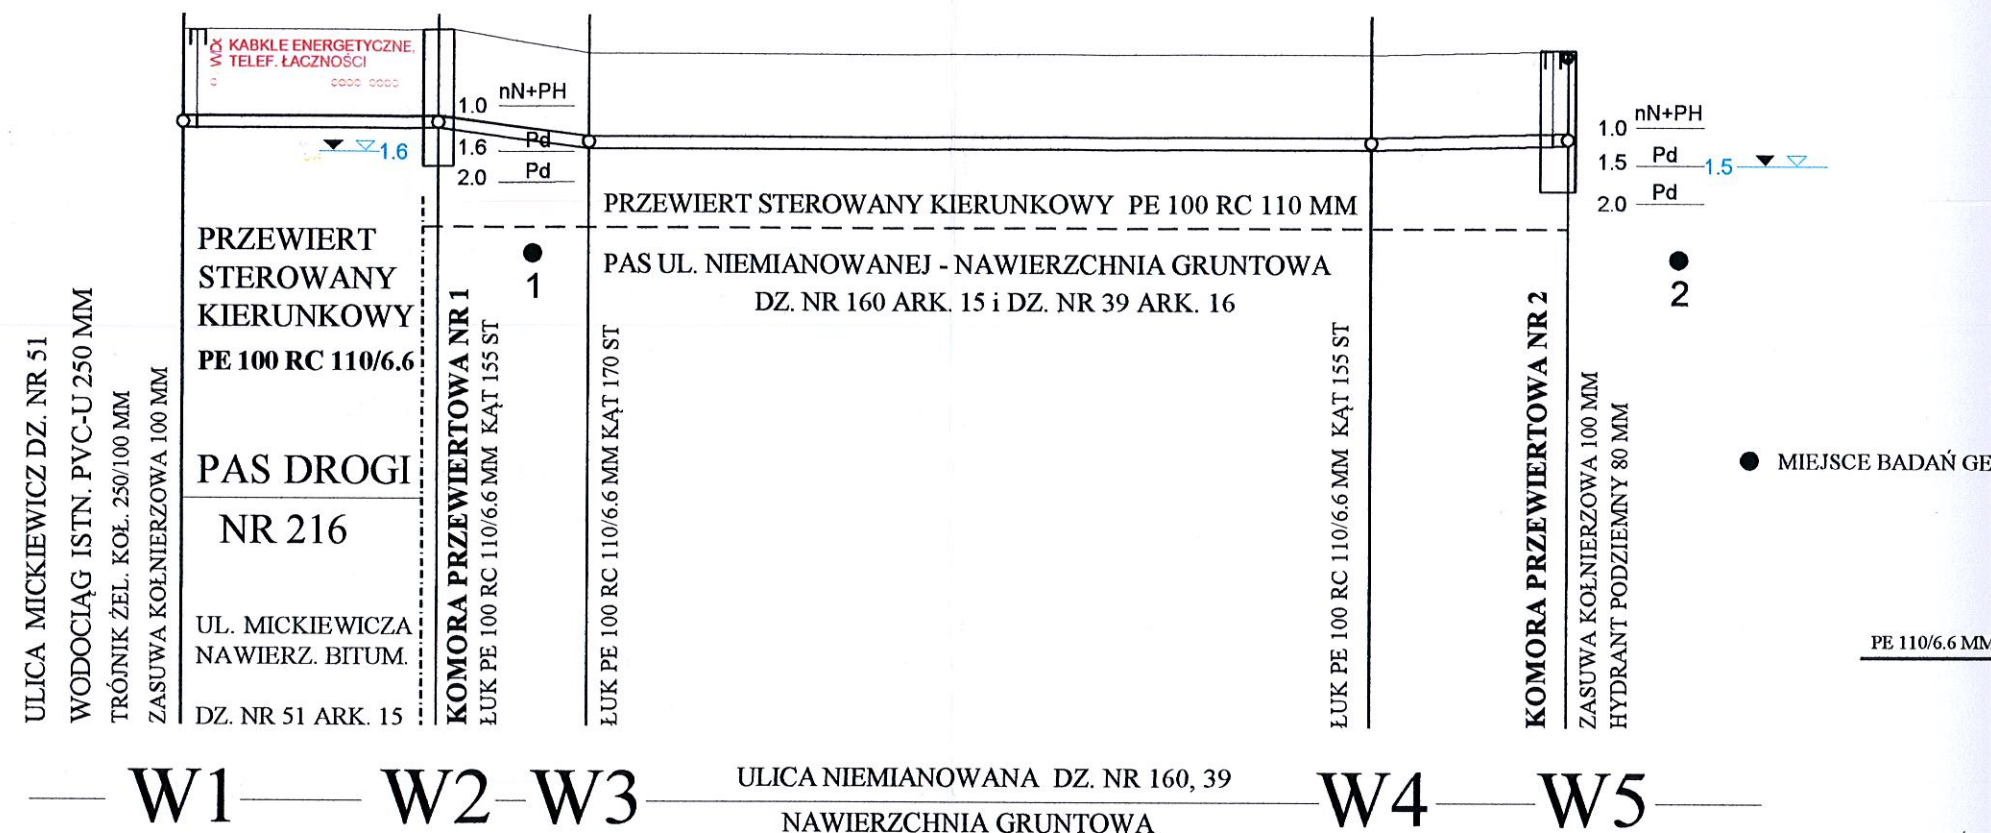 KABKLE ENERGETYCZNE,
TELEF. ŁACZNOŚCI
1.6
1.0 nN+PH
1.6 Pd
2.0 Pd
1.0 nN+PH
1.5 Pd
1.5
2.0 Pd
PRZEWIERT STEROWANY KIERUNKOWY PE 100 RC 110 MM
PAS UL. NIEMIANOWANEJ - NAWIERZCHNIA GRUNTOWA
DZ. NR 160 ARK. 15 i DZ. NR 39 ARK. 16
1
2
PRZEWIERT
STEROWANY
KIERUNKOWY
PE 100 RC 110/6.6
PAS DROGI
NR 216
UL. MICKIEWICZA
NAWIERZ. BITUM.
DZ. NR 51 ARK. 15
ULICA MICKIEWICZ DZ. NR 51
WODOCIĄG ISTN. PVC-U 250 MM
TRÓJNIK ŻEL. KOŁ. 250/100 MM
ZASUWA KOŁNIERZOWA 100 MM
KOMORA PRZEWIERTOWA NR 1
ŁUK PE 100 RC 110/6.6 MM KĄT 155 ST
ŁUK PE 100 RC 110/6.6 MM KĄT 170 ST
ŁUK PE 100 RC 110/6.6 MM KĄT 155 ST
KOMORA PRZEWIERTOWA NR 2
ZASUWA KOŁNIERZOWA 100 MM
HYDRANT PODZIEMNY 80 MM
MIEJSCE BADAŃ GE
PE 110/6.6 MM
W1 W2 W3 W4 W5
ULICA NIEMIANOWANA DZ. NR 160, 39
NAWIERZCHNIA GRUNTOWA